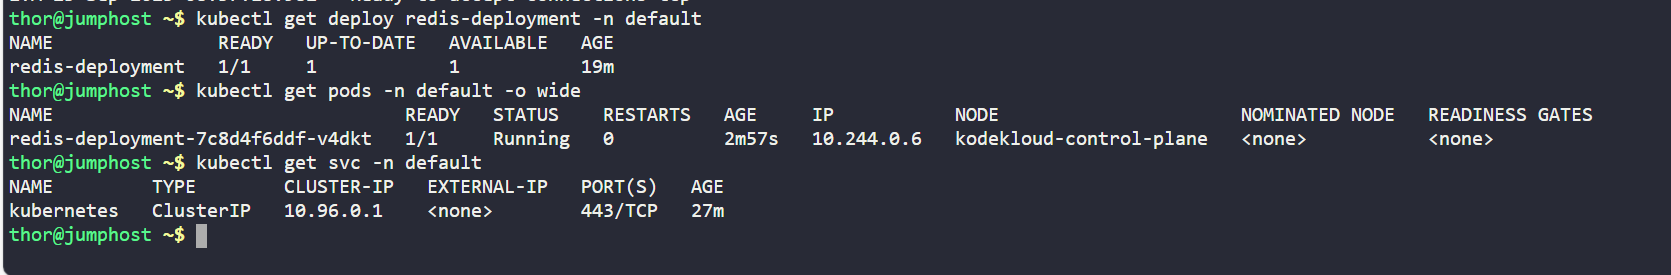 thor@jumphost ~$ kubectl get deploy redis-deployment -n default
NAME               READY   UP-TO-DATE   AVAILABLE   AGE
redis-deployment   1/1     1            1           19m
thor@jumphost ~$ kubectl get pods -n default -o wide
NAME                                READY   STATUS    RESTARTS   AGE     IP           NODE                      NOMINATED NODE   READINESS GATES
redis-deployment-7c8d4f6ddf-v4dkt   1/1     Running   0          2m57s   10.244.0.6   kodekloud-control-plane   <none>           <none>
thor@jumphost ~$ kubectl get svc -n default
NAME         TYPE        CLUSTER-IP   EXTERNAL-IP   PORT(S)   AGE
kubernetes   ClusterIP   10.96.0.1    <none>        443/TCP   27m
thor@jumphost ~$